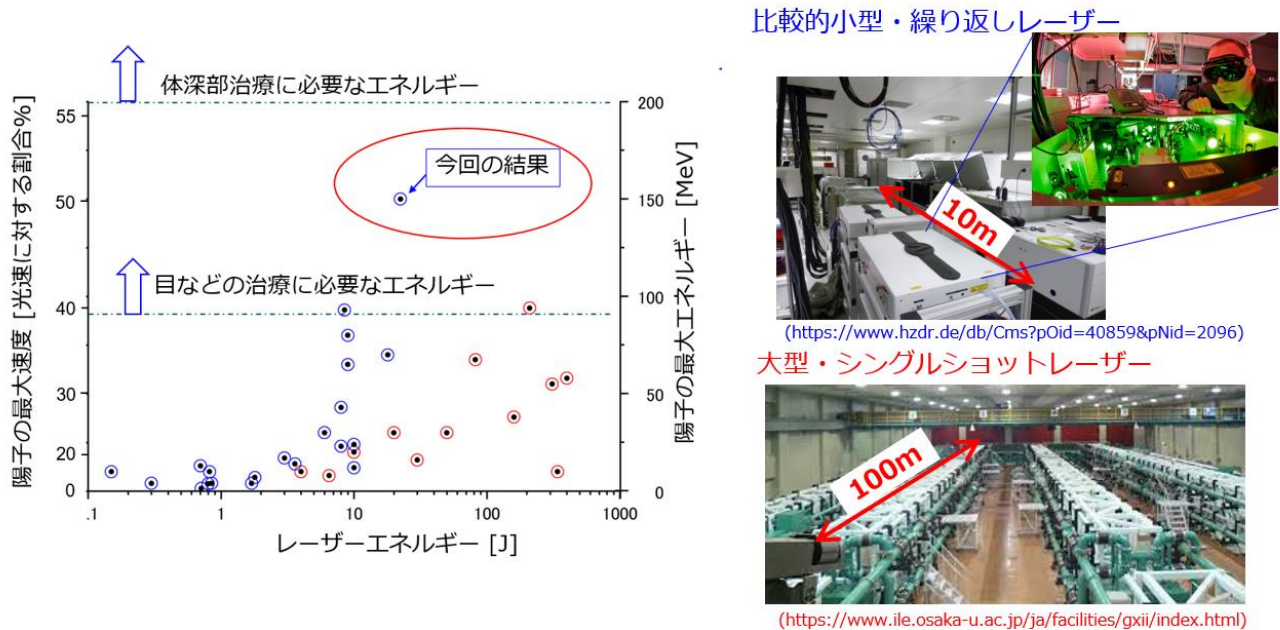 体深部治療に必要なエネルギー
今回の結果
目などの治療に必要なエネルギー
陽子の最大速度 [光速に対する割合%]
55
50
40
30
20
0
陽子の最大エネルギー [MeV]
200
150
100
50
0
.1
1
10
100
1000
レーザーエネルギー [J]
比較的小型・繰り返しレーザー
10m
(https://www.hzdr.de/db/Cms?pOid=40859&pNid=2096)
大型・シングルショットレーザー
100m
(https://www.ile.osaka-u.ac.jp/ja/facilities/gxii/index.html)